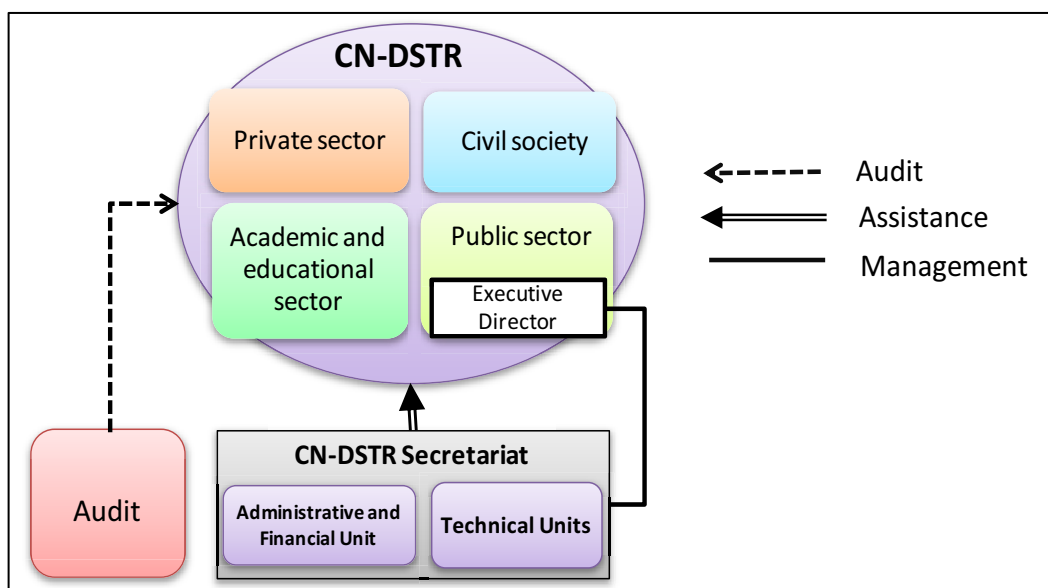 CN-DSTR
Private sector
Civil society
Academic and
educational
sector
Public sector
Executive
Director
Audit
Assistance
Management
Audit
CN-DSTR Secretariat
Administrative and
Financial Unit
Technical Units